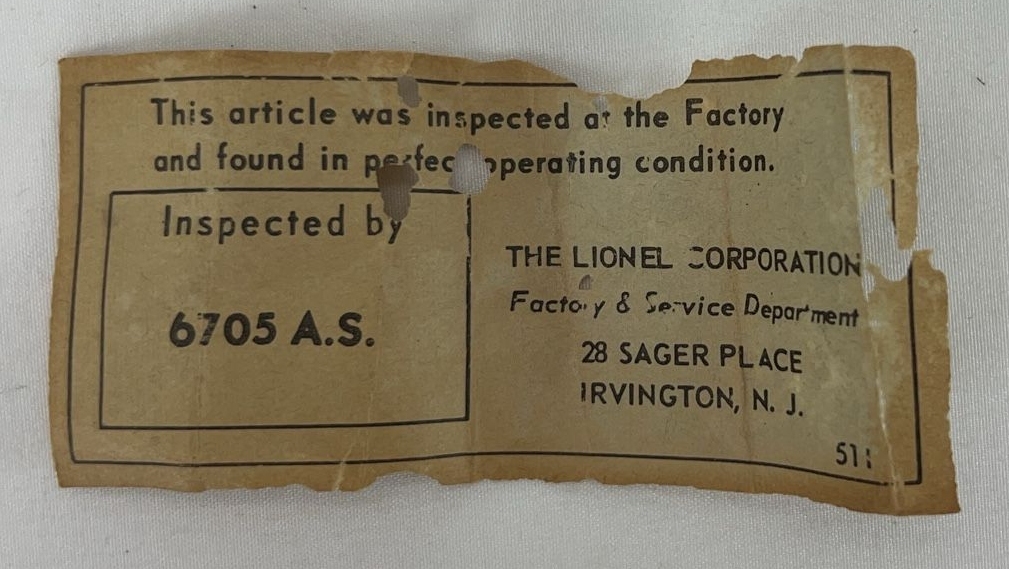 This article was inspected at the Factory
and found in perfect operating condition.
Inspected by
6705 A.S.
THE LIONEL CORPORATION
Factory & Service Department
28 SAGER PLACE
IRVINGTON, N. J.